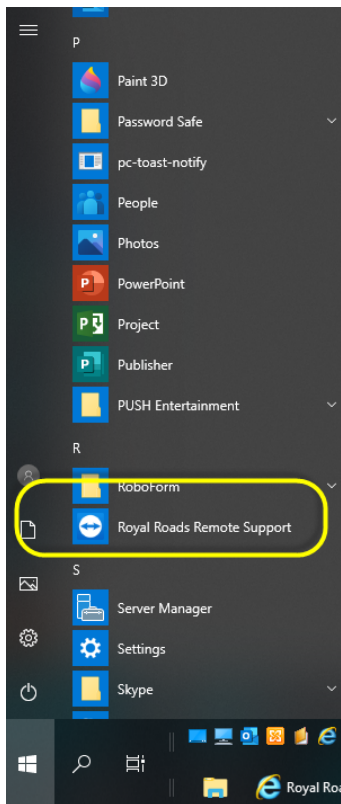 P
Paint 3D
Password Safe
pc-toast-notify
People
Photos
PowerPoint
Project
Publisher
PUSH Entertainment
R
RoboForm
Royal Roads Remote Support
S
Server Manager
Settings
Skype
Royal Roa